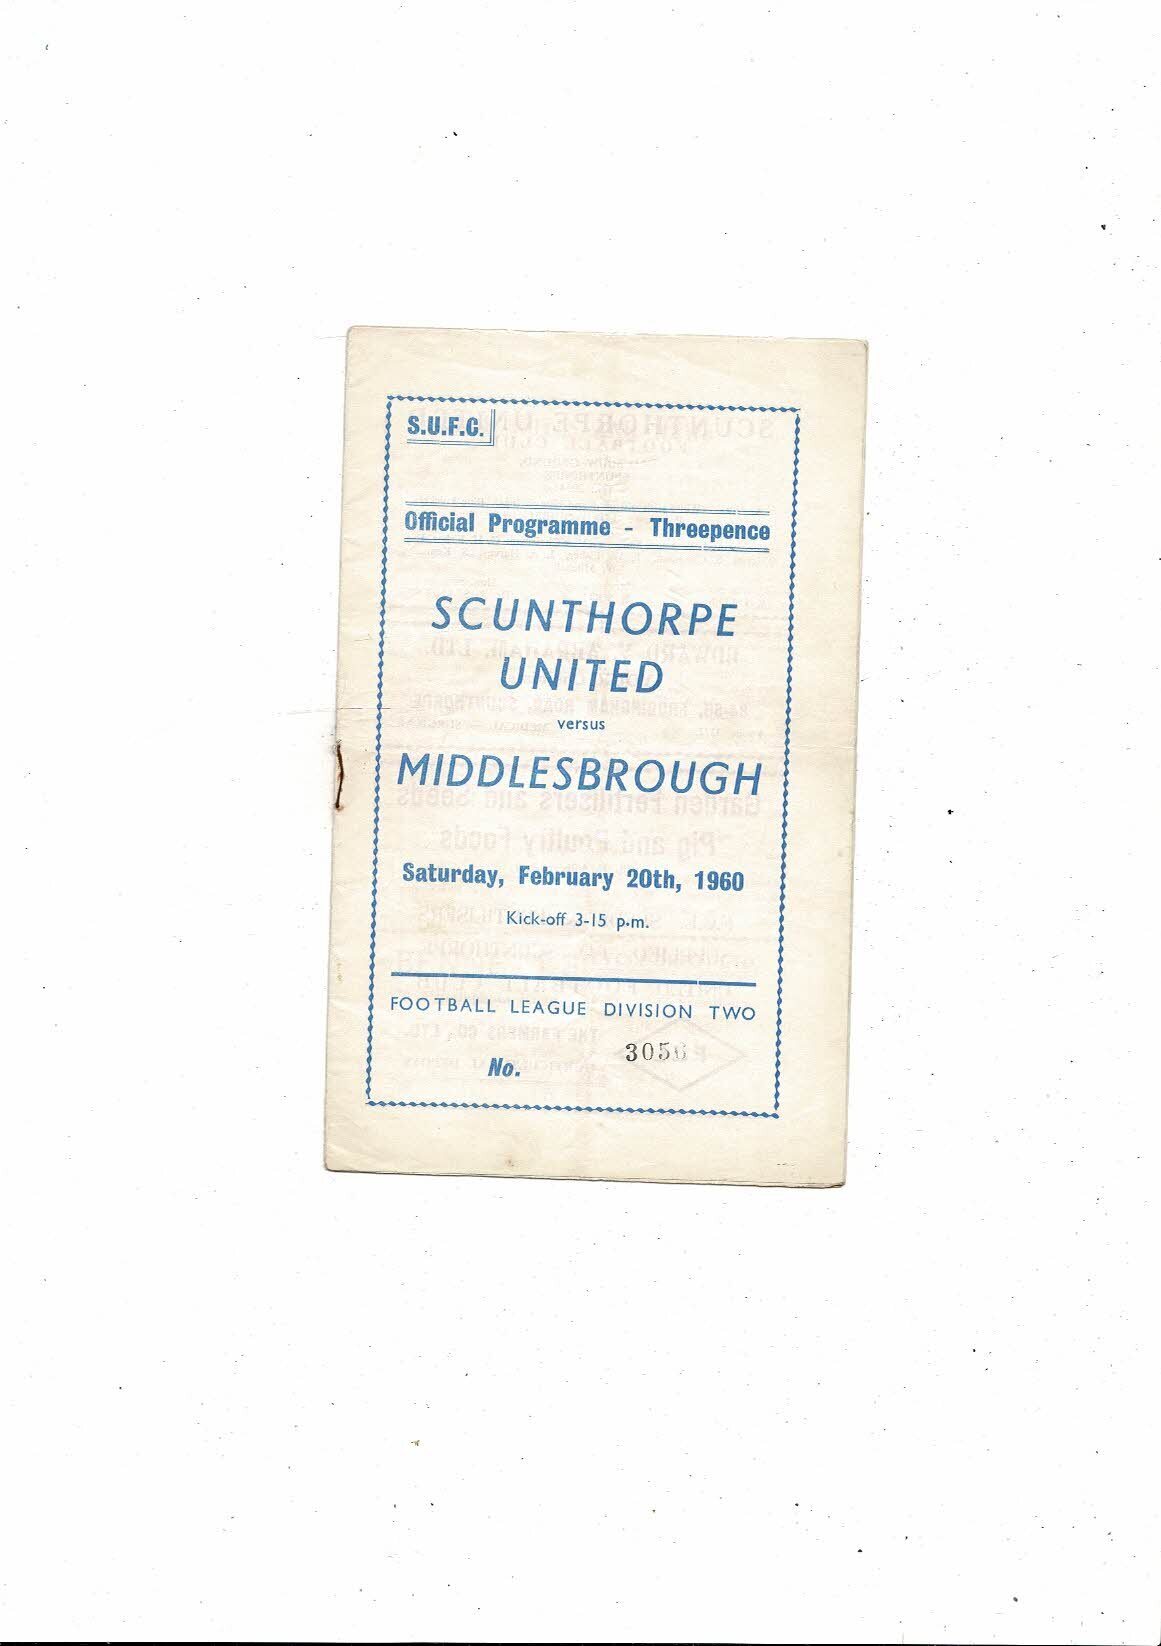 S.U.F.C.
Official Programme - Threepence
SCUNTHORPE
UNITED
versus
MIDDLESBROUGH
Saturday, February 20th, 1960
Kick-off 3-15 p.m.
FOOTBALL LEAGUE DIVISION TWO
3056
No.